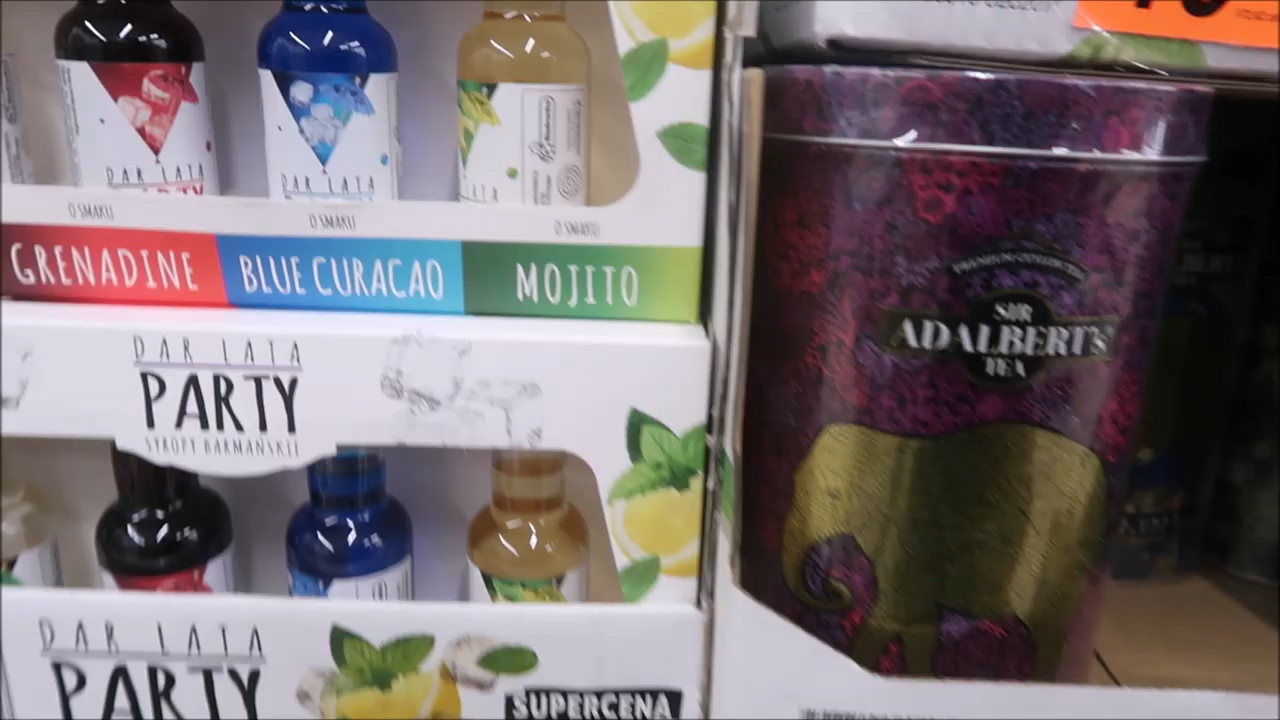 DAR LATA
DAR LATA
O SMAKU
O SMAKU
O SMAKU
GRENADINE
BLUE CURACAO
MOJITO
DAR LATA
PARTY
SYROPY BARMAŃSKIE
DAR LATA
PARTY
SUPERCENA
SIR
ADALBERT'S
TEA